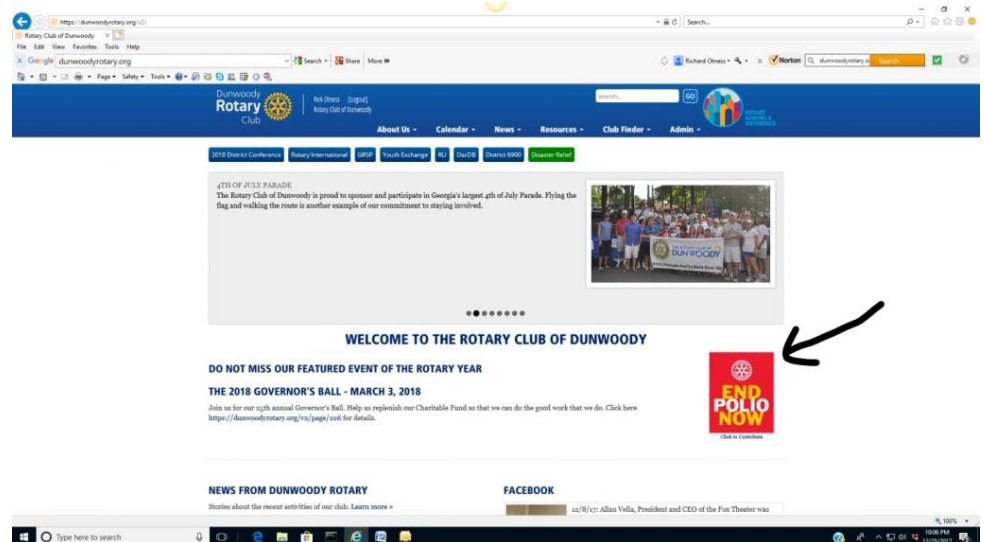 https://dunwoodyrotary.org/v2/
Search...
Rotary Club of Dunwoody
File Edit View Favorites Tools Help
Google dunwoodyrotary.org Search Share More »
Richard Otness
Norton
Search
Page Safety Tools
Dunwoody
Rotary
Club
Rick Otness [Logout]
Rotary Club of Dunwoody
search...
GO
ROTARY
MAKING A
DIFFERENCE
About Us Calendar News Resources Club Finder Admin
2018 District Conference Rotary International GRSP Youth Exchange RLI DacDB District 6900 Disaster Relief
4TH OF JULY PARADE
The Rotary Club of Dunwoody is proud to sponsor and participate in Georgia's largest 4th of July Parade. Flying the
flag and walking the route is another example of our commitment to staying involved.
DUNWOODY
WELCOME TO THE ROTARY CLUB OF DUNWOODY
DO NOT MISS OUR FEATURED EVENT OF THE ROTARY YEAR
THE 2018 GOVERNOR'S BALL - MARCH 3, 2018
Join us for our 25th annual Governor's Ball. Help us replenish our Charitable Fund so that we can do the good work that we do. Click here
https://dunwoodyrotary.org/v2/page/226 for details.
END
POLIO
NOW
Click to Contribute
NEWS FROM DUNWOODY ROTARY
Stories about the recent activities of our club. Learn more »
FACEBOOK
12/8/17: Allan Vella, President and CEO of the Fox Theater was
100%
Type here to search
10:06 PM
12/25/2017